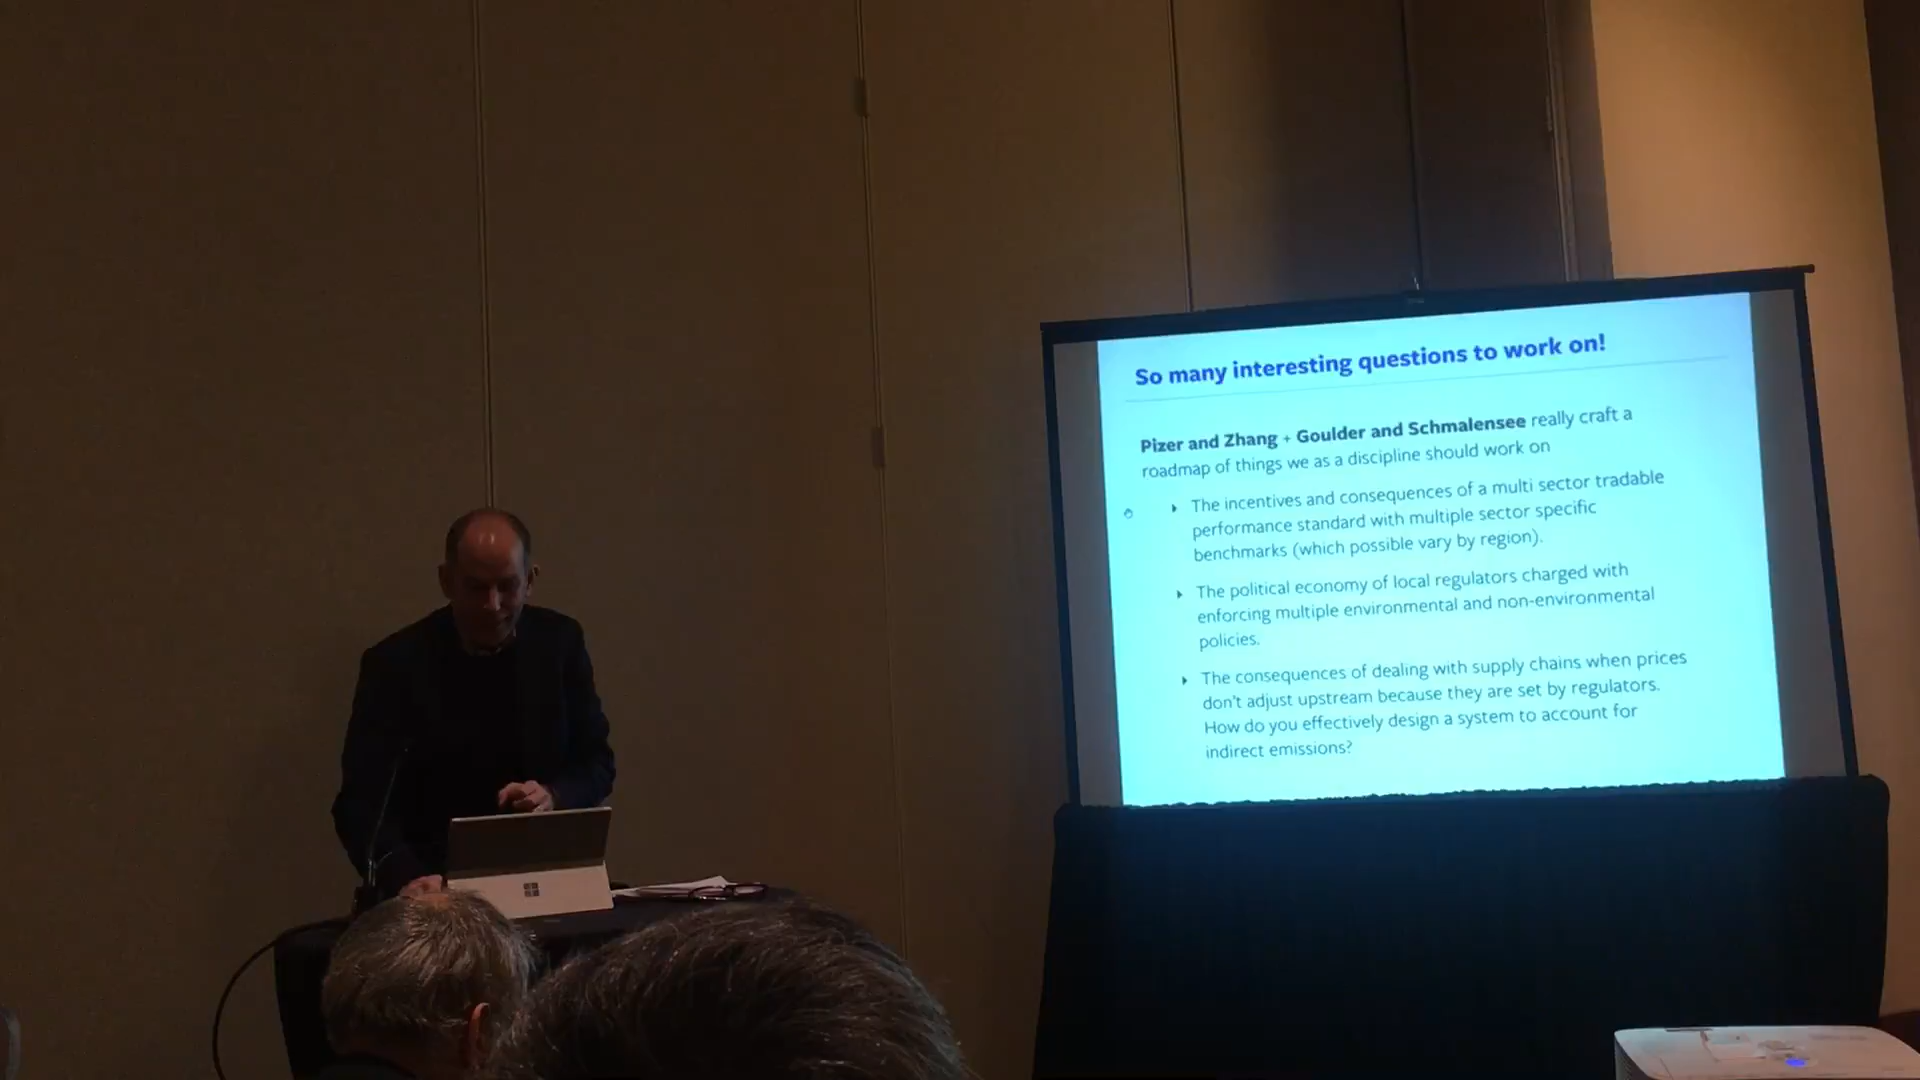 So many interesting questions to work on!
Pizer and Zhang + Goulder and Schmalensee really craft a
roadmap of things we as a discipline should work on
The incentives and consequences of a multi sector tradable
performance standard with multiple sector specific
benchmarks (which possible vary by region).
The political economy of local regulators charged with
enforcing multiple environmental and non-environmental
policies.
The consequences of dealing with supply chains when prices
don't adjust upstream because they are set by regulators.
How do you effectively design a system to account for
indirect emissions?